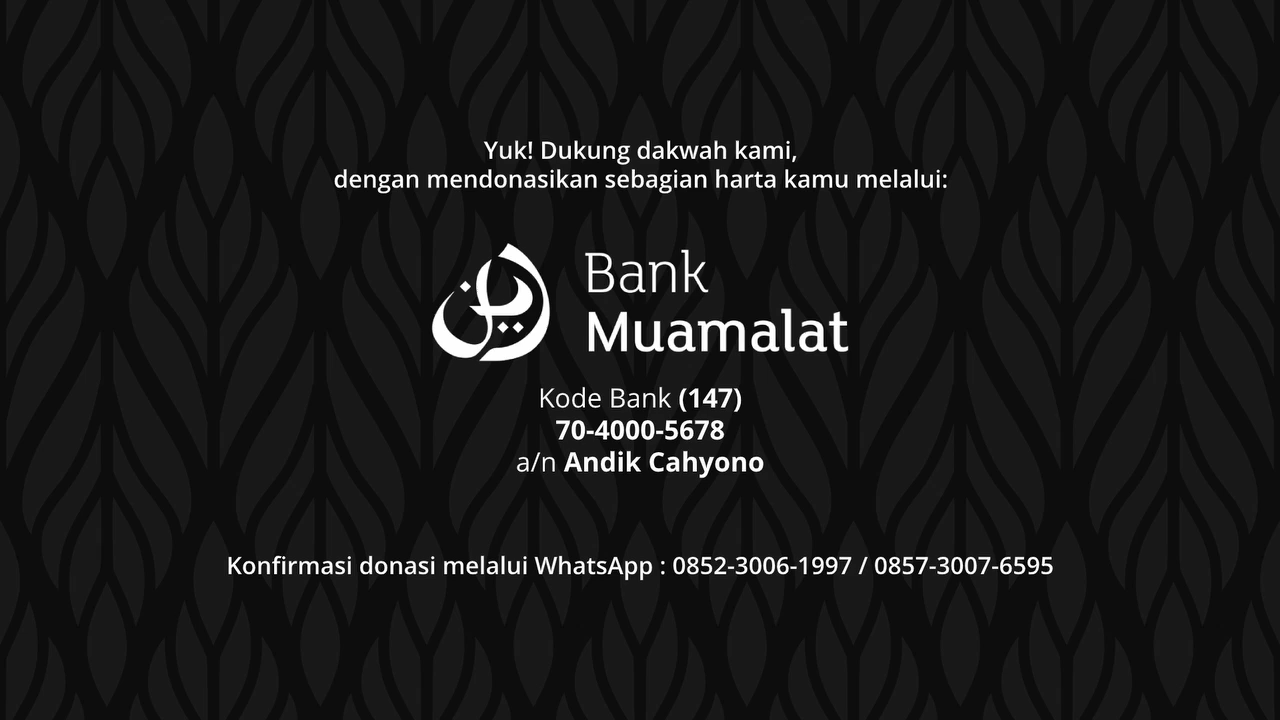 Yuk! Dukung dakwah kami,
dengan mendonasikan sebagian harta kamu melalui:
Bank
Muamalat
Kode Bank (147)
70-4000-5678
a/n Andik Cahyono
Konfirmasi donasi melalui WhatsApp : 0852-3006-1997 / 0857-3007-6595